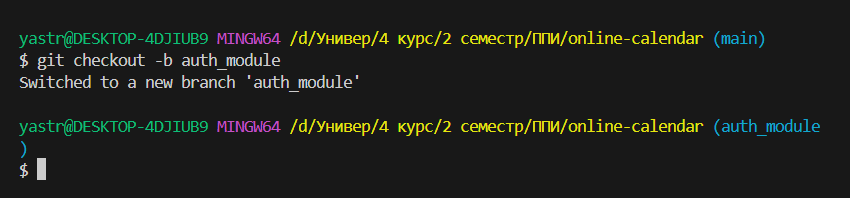 yastr@DESKTOP-4DJIUB9 MINGW64 /d/Универ/4 курс/2 семестр/ППИ/online-calendar (main)
$ git checkout -b auth_module
Switched to a new branch 'auth_module'
yastr@DESKTOP-4DJIUB9 MINGW64 /d/Универ/4 курс/2 семестр/ППИ/online-calendar (auth_module
)
$